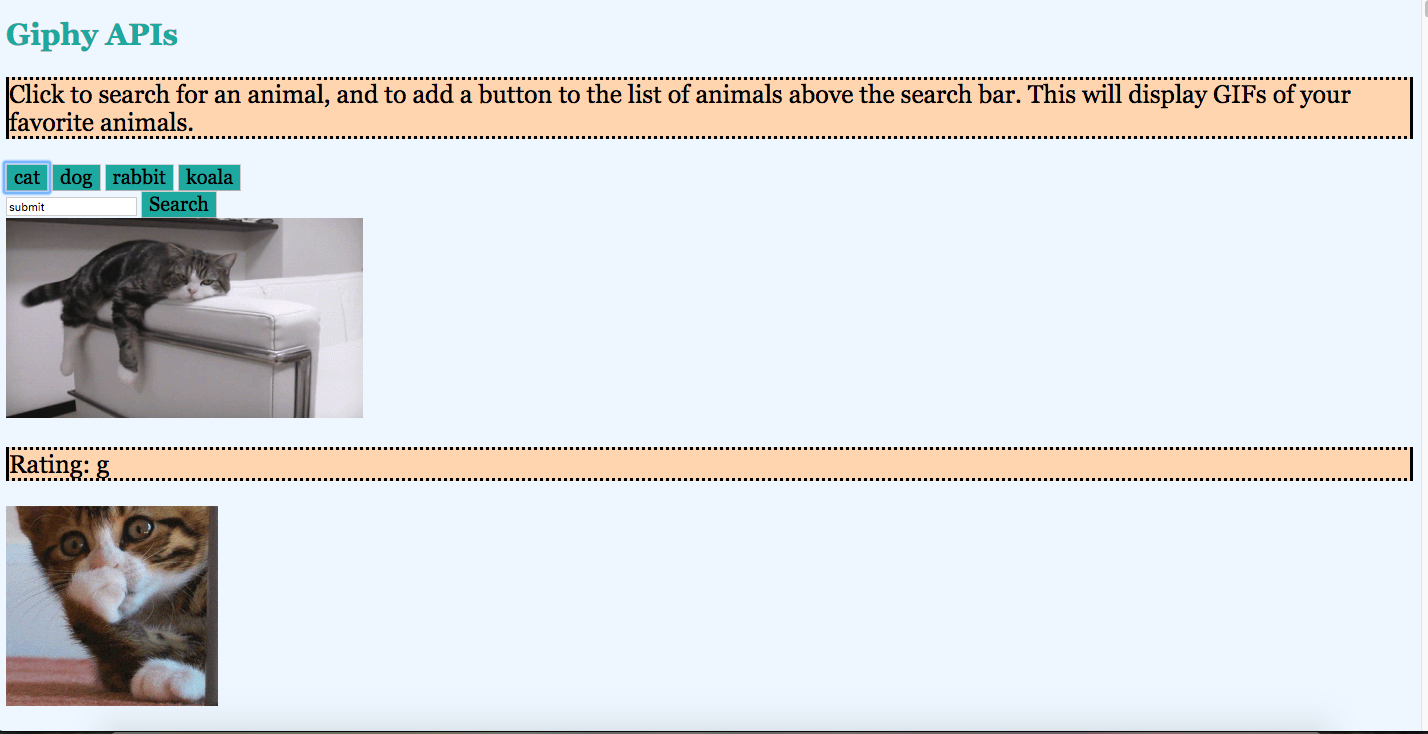 Giphy APIs
Click to search for an animal, and to add a button to the list of animals above the search bar. This will display GIFs of your
favorite animals.
cat dog rabbit koala
submit Search
Rating: g